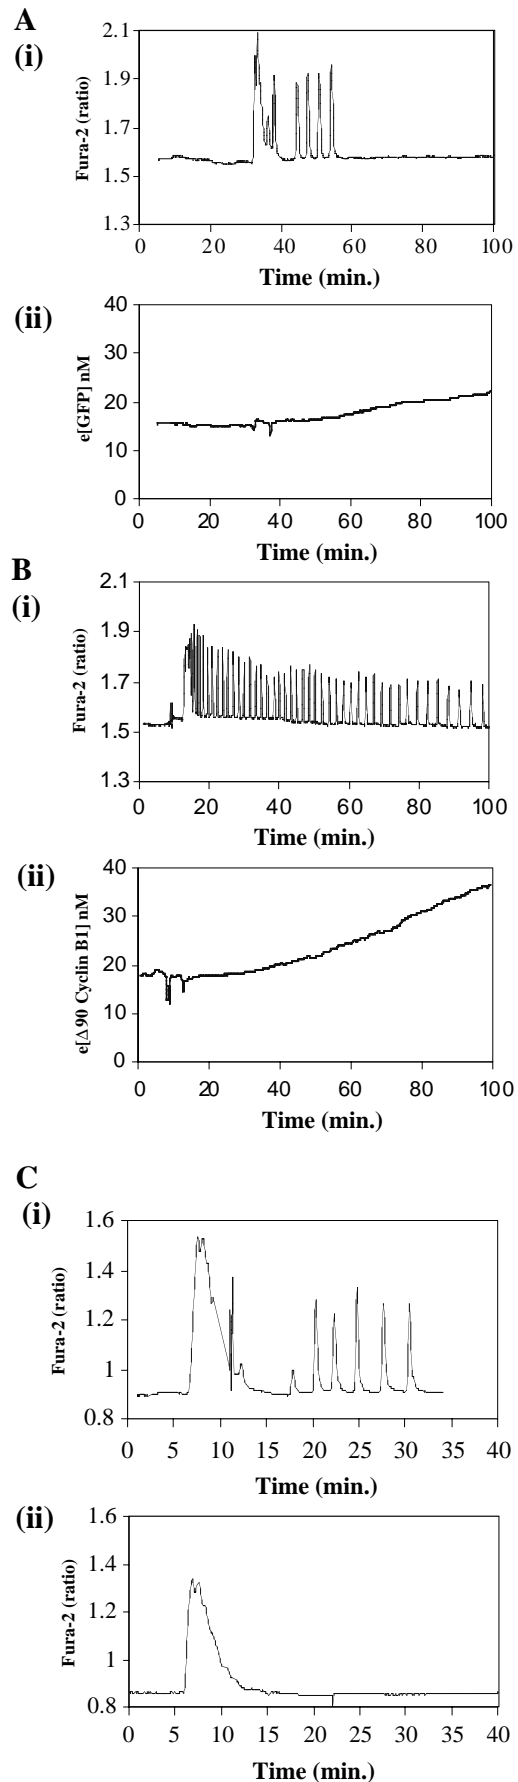 A
(i)
Fura-2 (ratio)
2.1
1.9
1.7
1.5
1.3
0 20 40 60 80 100
Time (min.)
(ii)
e[GFP] nM
40
30
20
10
0
0 20 40 60 80 100
Time (min.)
B
(i)
Fura-2 (ratio)
2.1
1.9
1.7
1.5
1.3
0 20 40 60 80 100
Time (min.)
(ii)
e[Δ90 Cyclin B1] nM
40
30
20
10
0
0 20 40 60 80 100
Time (min.)
C
(i)
Fura-2 (ratio)
1.6
1.4
1.2
1
0.8
0 5 10 15 20 25 30 35 40
Time (min.)
(ii)
Fura-2 (ratio)
1.6
1.4
1.2
1
0.8
0 5 10 15 20 25 30 35 40
Time (min.)